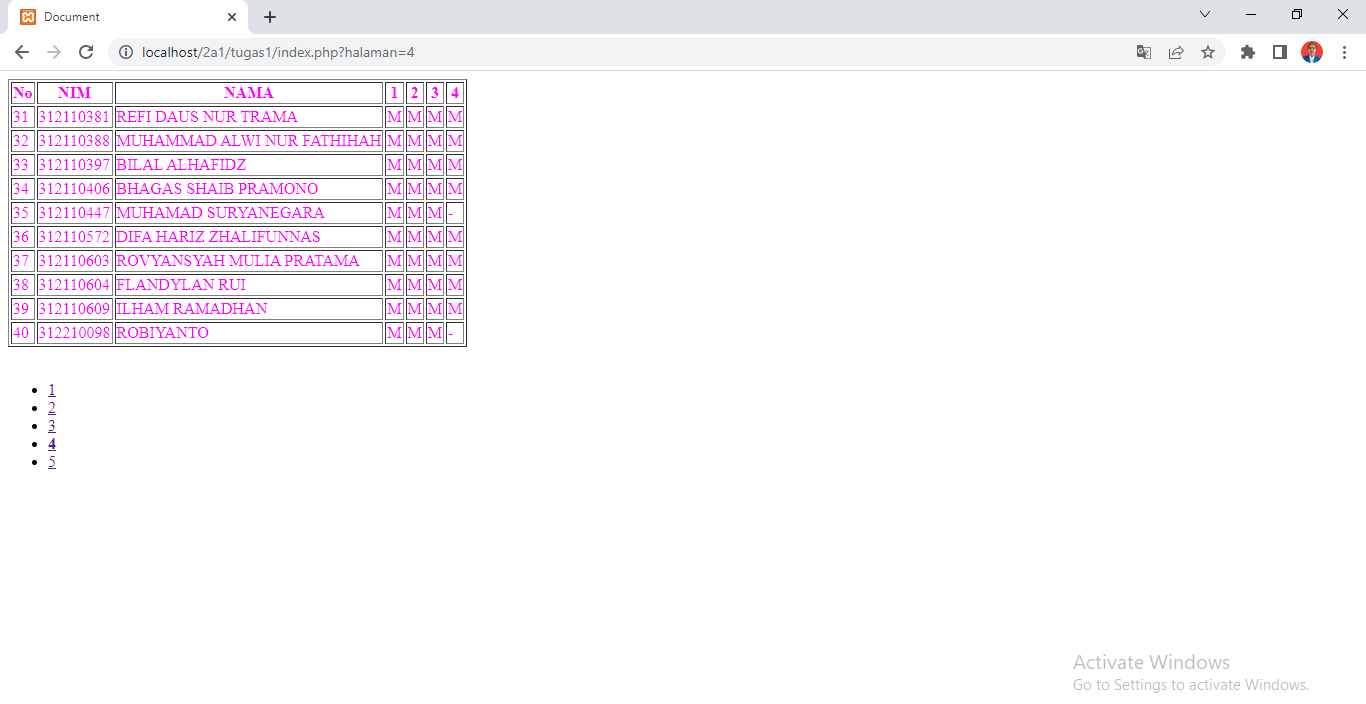 Document
localhost/2a1/tugas1/index.php?halaman=4
No NIM NAMA 1 2 3 4
31 312110381 REFI DAUS NUR TRAMA M M M M
32 312110388 MUHAMMAD ALWI NUR FATHIHAH M M M M
33 312110397 BILAL ALHAFIDZ M M M M
34 312110406 BHAGAS SHAIB PRAMONO M M M M
35 312110447 MUHAMAD SURYANEGARA M M M -
36 312110572 DIFA HARIZ ZHALIFUNNAS M M M M
37 312110603 ROVYANSYAH MULIA PRATAMA M M M M
38 312110604 FLANDYLAN RUI M M M M
39 312110609 ILHAM RAMADHAN M M M M
40 312210098 ROBIYANTO M M M -
1
2
3
4
5
Activate Windows
Go to Settings to activate Windows.